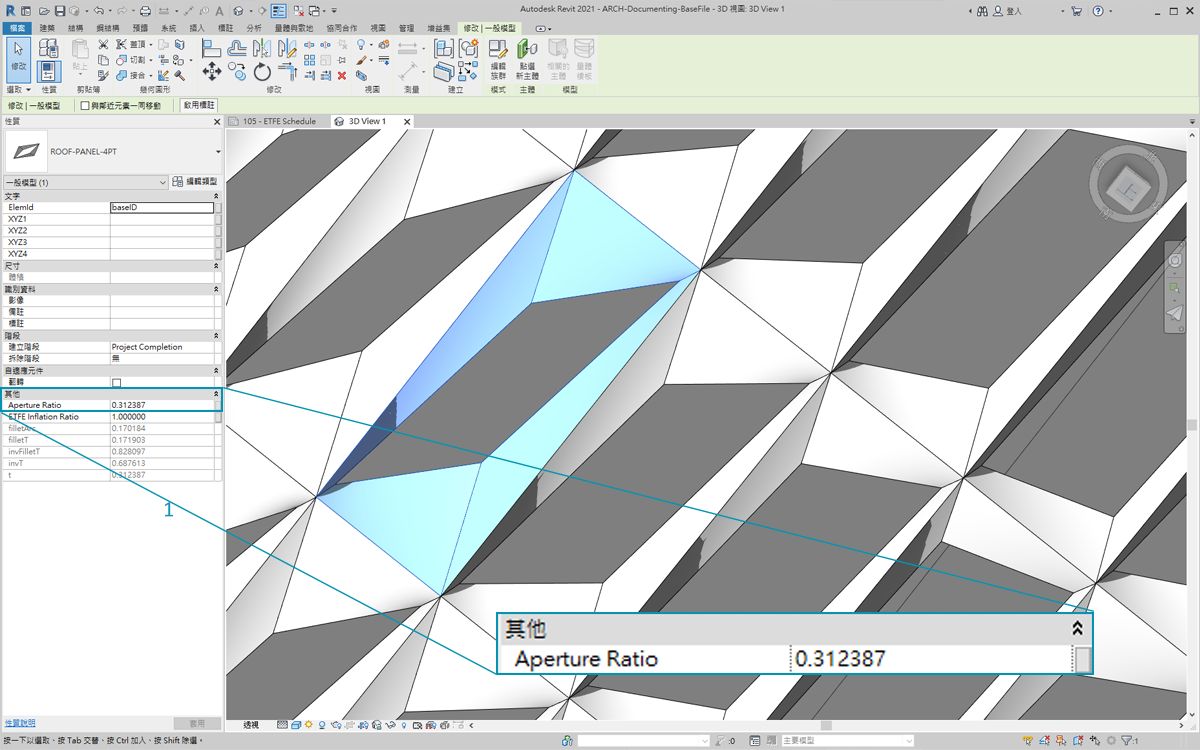 Autodesk Revit 2021 - ARCH-Documenting-BaseFile - 3D 視圖: 3D View 1
登入
檔案 建築 結構 鋼結構 預鑄 系統 插入 標註 分析 量體與敷地 協同合作 視圖 管理 增益集 修改 | 一般模型
修改
蓋頂
切割
接合
編輯
族群
點選
新主體
相關的
主體
量體
樓板
選取 性質 剪貼簿 幾何圖形 修改 視圖 測量 建立 模式 主體 模型
修改 | 一般模型 與鄰近元素一同移動 啟用標註
性質
105 - ETFE Schedule
3D View 1
ROOF-PANEL-4PT
一般模型 (1) 編輯類型
文字
ElemId baseID
XYZ1
XYZ2
XYZ3
XYZ4
尺寸
體積
識別資料
影像
備註
標註
階段
建立階段 Project Completion
拆除階段 無
自適應元件
翻轉
其他
Aperture Ratio 0.312387
ETFE Inflation Ratio 1.000000
filletArc 0.170184
filletT 0.171903
invFilletT 0.828097
invT 0.687613
t 0.312387
1
其他
Aperture Ratio 0.312387
性質說明 套用
透視
按一下以選取、按 Tab 交替、按 Ctrl 加入、按 Shift 除選。
:0
主要模型
:1